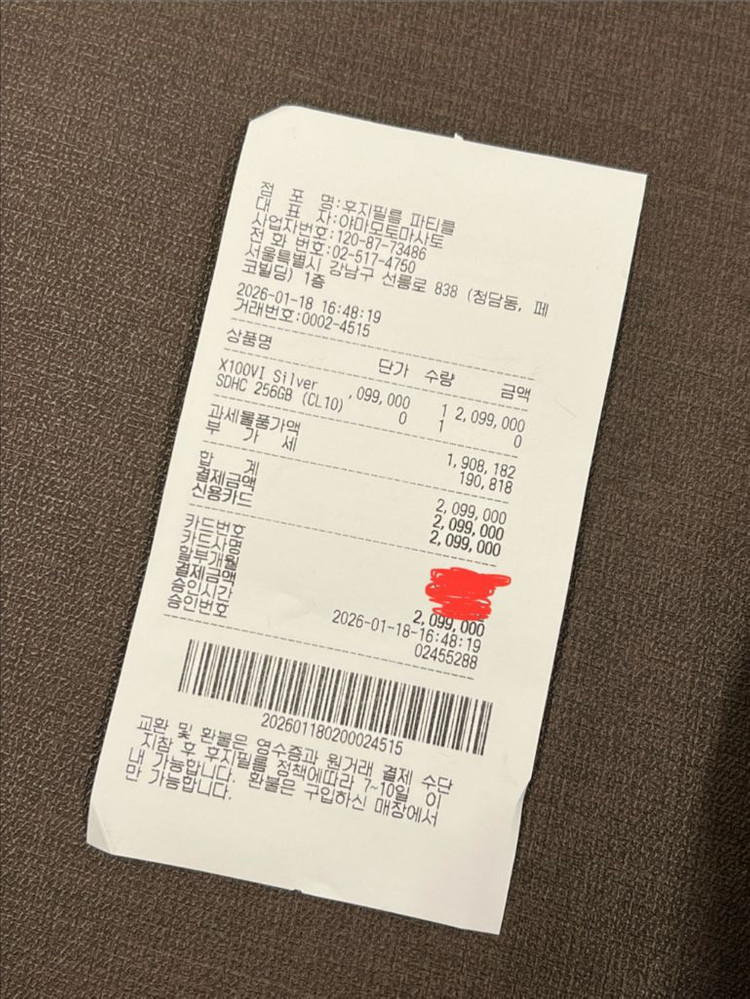 점 포 명:후지필름 파티클
대 표 자:야마모토마사토
사업자번호:120-87-73486
전 화 번호:02-517-4750
서울특별시 강남구 선릉로 838 (청담동, 페
코빌딩) 1층
2026-01-18 16:48:19
거래번호:0002-4515
상품명 단가 수량 금액
X100VI Silver ,099,000 1 2,099,000
SDHC 256GB (CL10) 0 1 0
과세물품가액 1,908,182
부 가 세 190,818
합 계 2,099,000
결제금액 2,099,000
신용카드 2,099,000
카드번호
카드사명
할부개월
결제금액 2,099,000
승인시간 2026-01-18-16:48:19
승인번호 02455288
202601180200024515
교환 및 환불은 영수증과 원거래 결제 수단
지참 후 후지필름 정책에따라 7~10일 이
내 가능합니다. 환불은 구입하신 매장에서
만 가능합니다.